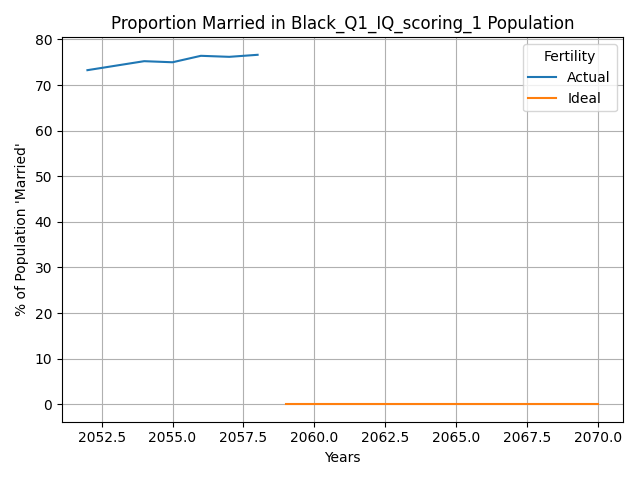 Proportion Married in Black_Q1_IQ_scoring_1 Population
% of Population 'Married'
80
70
60
50
40
30
20
10
0
Fertility
Actual
Ideal
2052.5 2055.0 2057.5 2060.0 2062.5 2065.0 2067.5 2070.0
Years